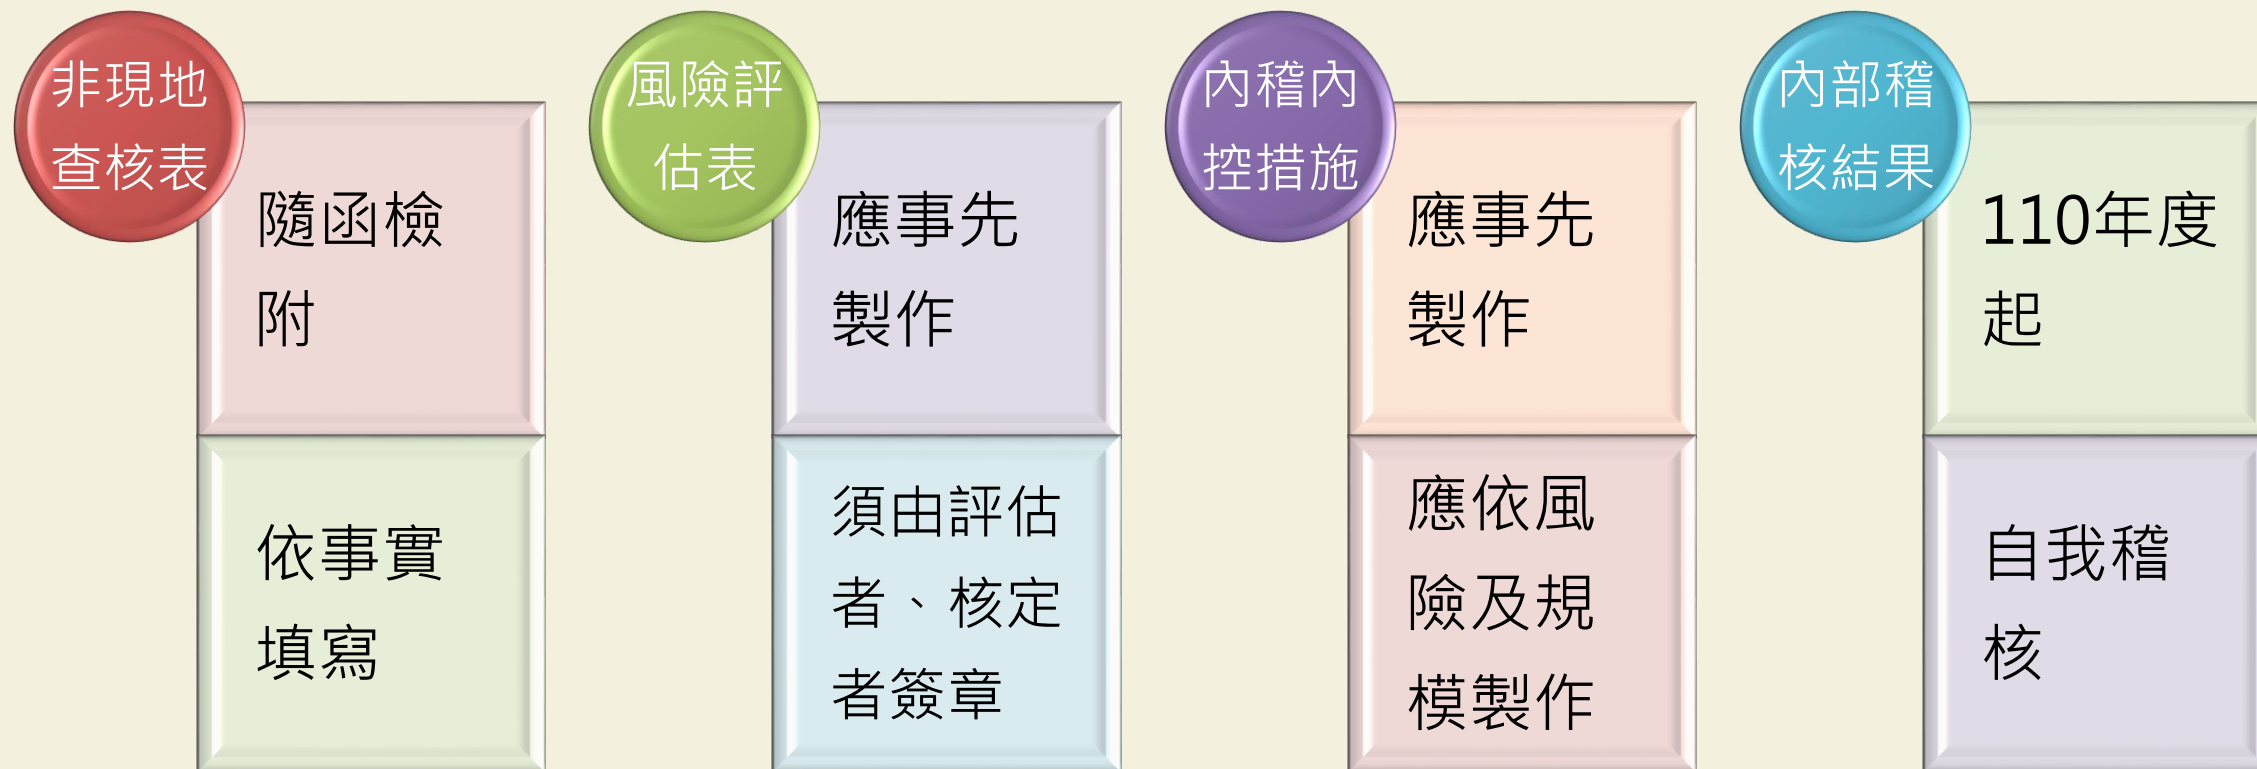 非現地
查核表
隨函檢
附
依事實
填寫
風險評
估表
應事先
製作
須由評估
者、核定
者簽章
內稽內
控措施
應事先
製作
應依風
險及規
模製作
內部稽
核結果
110年度
起
自我稽
核